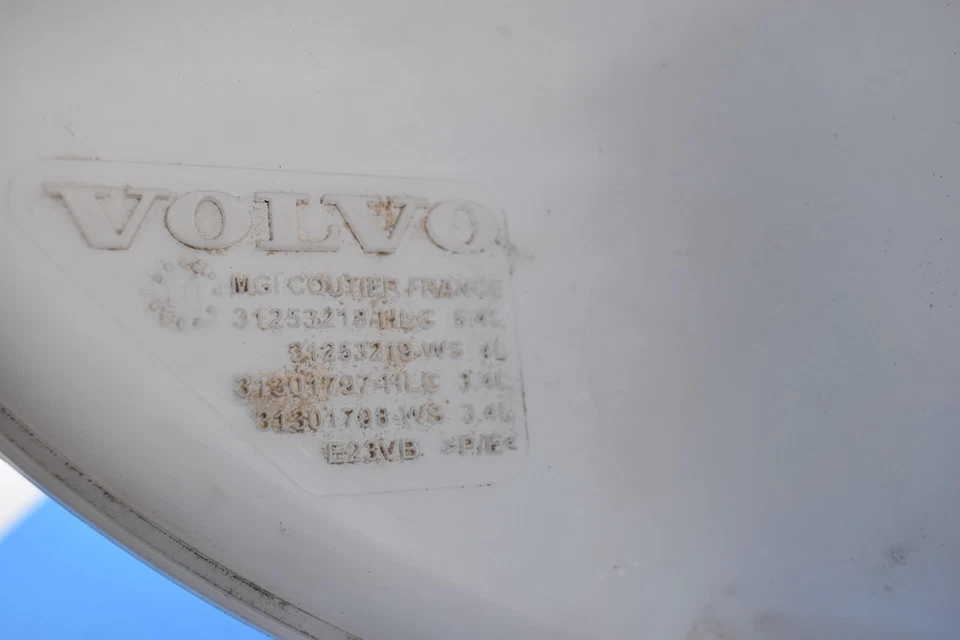 VOLVO
MGI COUTIER FRANCE
31253218-HLC 5.4L
31253219-WS 4L
31301797-HLC 3.4L
31301798-WS 3.4L
E23VB >P/E<